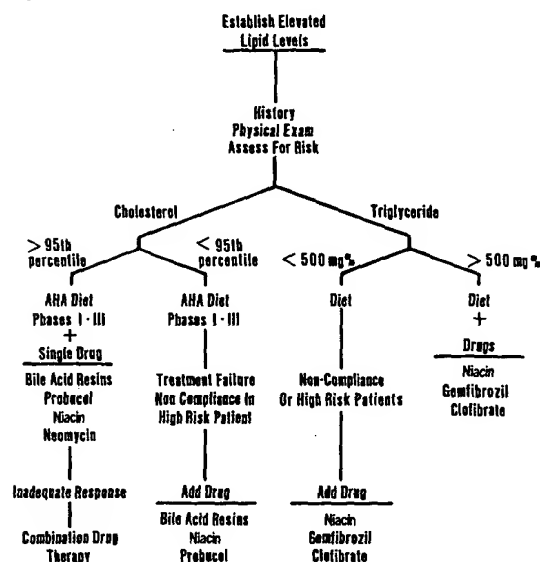 Establish Elevated
Lipid Levels
History
Physical Exam
Assess For Risk
Cholesterol
Triglyceride
> 95th
percentile
< 95th
percentile
< 500 mg%
> 500 mg%
AHA Diet
Phases I - III
+
Single Drug
Bile Acid Resins
Probucol
Niacin
Neomycin
Inadequate Response
Combination Drug
Therapy
AHA Diet
Phases I - III
Treatment Failure
Non Compliance In
High Risk Patient
Add Drug
Bile Acid Resins
Niacin
Probucol
Diet
Non-Compliance
Or High Risk Patients
Add Drug
Niacin
Gemfibrozil
Clofibrate
Diet
+
Drugs
Niacin
Gemfibrozil
Clofibrate